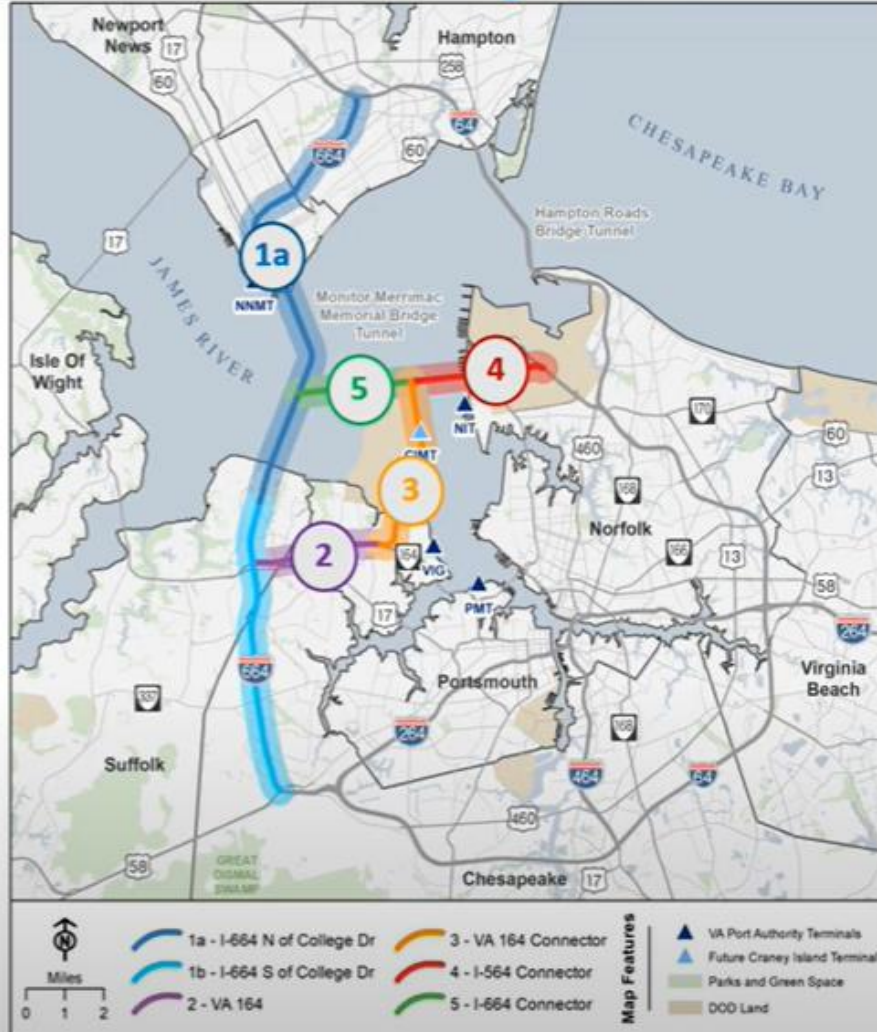 Newport
News
17
60
Hampton
258
64
664
60
CHESAPEAKE BAY
17
Hampton Roads
Bridge Tunnel
JAMES RIVER
1a
NNMT
Monitor Merrimac
Memorial Bridge
Tunnel
Isle Of
Wight
5
4
NIT
170
CIMT
460
60
13
3
168
Norfolk
2
164
VIG
166
13
PMT
58
17
264
664
Portsmouth
Virginia
Beach
337
264
168
Suffolk
464
64
460
58
GREAT
DISMAL
SWAMP
Chesapeake
17
N
Miles
0 1 2
1a - I-664 N of College Dr
1b - I-664 S of College Dr
2 - VA 164
3 - VA 164 Connector
4 - I-564 Connector
5 - I-664 Connector
Map Features
VA Port Authority Terminals
Future Craney Island Terminal
Parks and Green Space
DOD Land